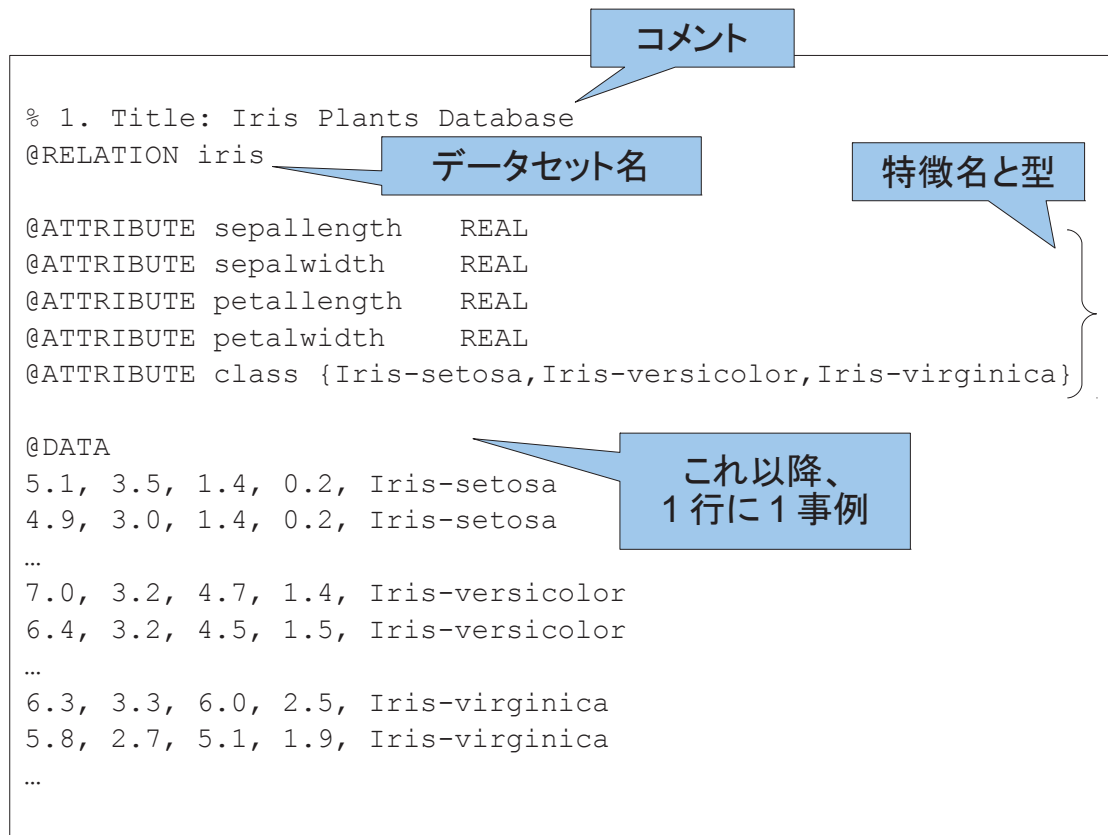 コメント
% 1. Title: Iris Plants Database
@RELATION iris
データセット名
特徴名と型
@ATTRIBUTE sepallength REAL
@ATTRIBUTE sepalwidth REAL
@ATTRIBUTE petallength REAL
@ATTRIBUTE petalwidth REAL
@ATTRIBUTE class {Iris-setosa,Iris-versicolor,Iris-virginica}
@DATA
これ以降、
1行に1事例
5.1, 3.5, 1.4, 0.2, Iris-setosa
4.9, 3.0, 1.4, 0.2, Iris-setosa
…
7.0, 3.2, 4.7, 1.4, Iris-versicolor
6.4, 3.2, 4.5, 1.5, Iris-versicolor
…
6.3, 3.3, 6.0, 2.5, Iris-virginica
5.8, 2.7, 5.1, 1.9, Iris-virginica
…